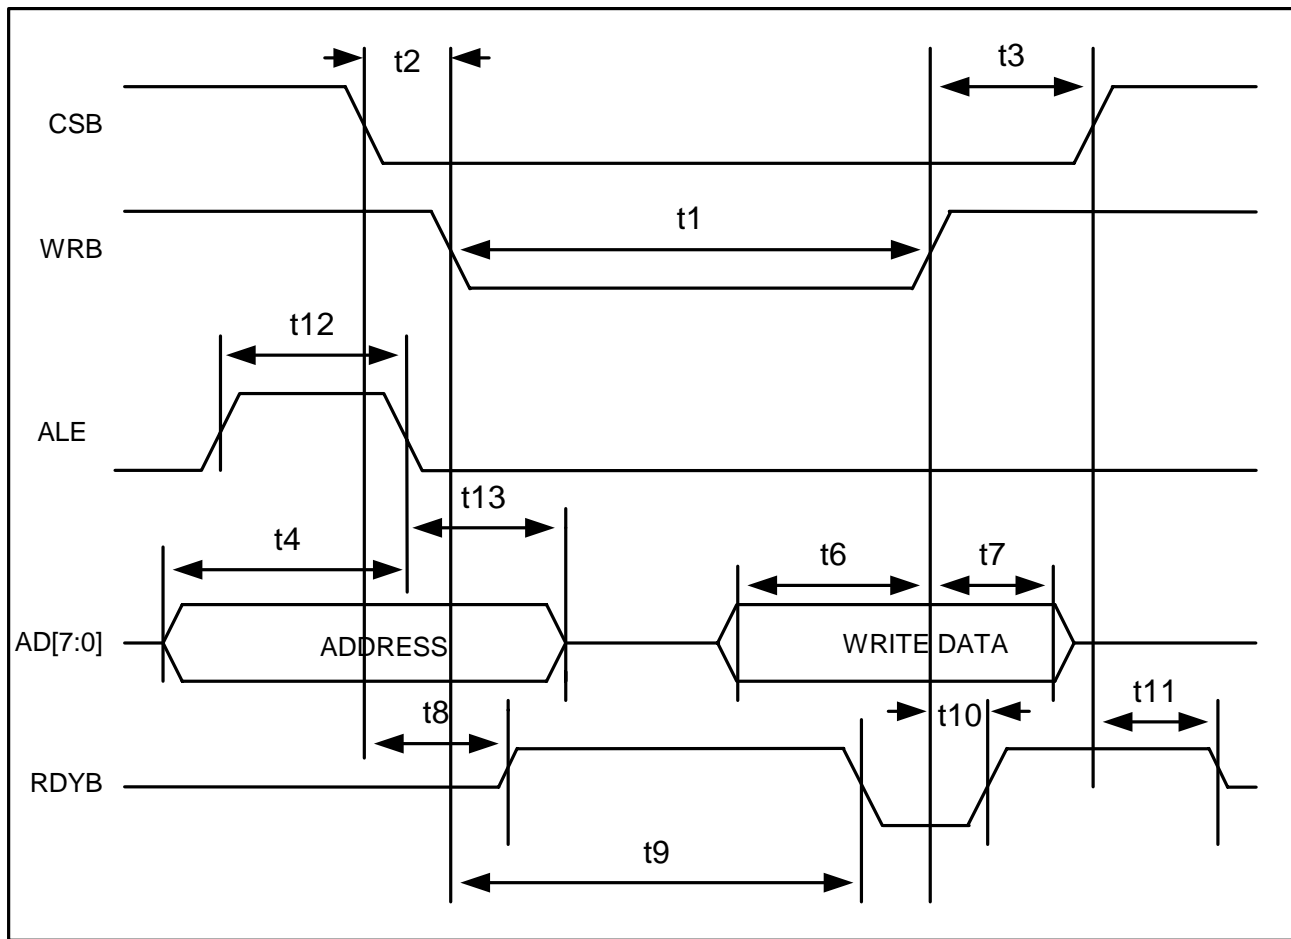 t2
t3
CSB
t1
WRB
t12
ALE
t13
t4
t6
t7
AD[7:0]
ADDRESS
WRITE DATA
t8
t10
t11
RDYB
t9